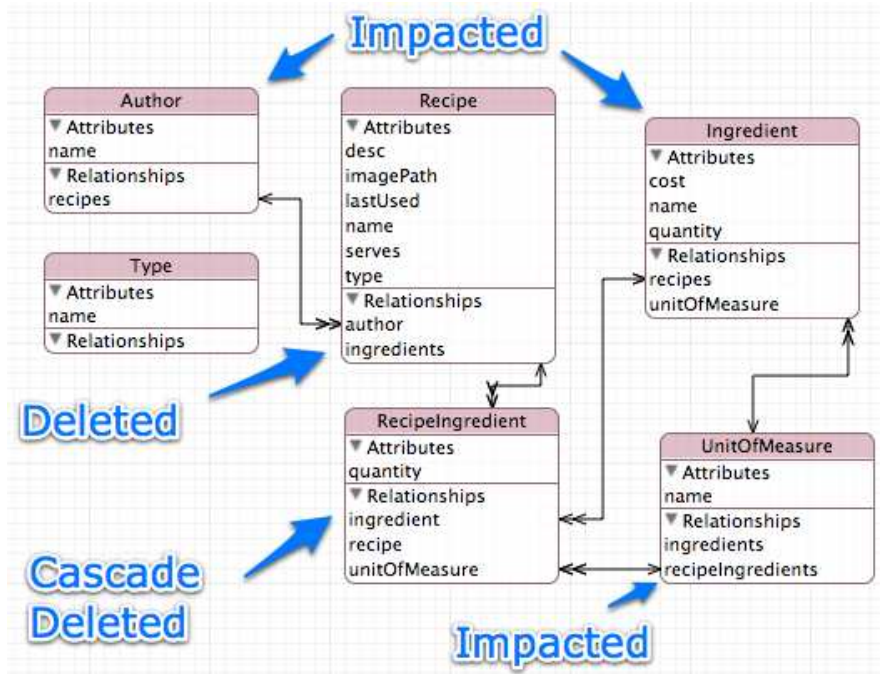 Impacted
Author
Attributes
name
Relationships
recipes
Type
Attributes
name
Relationships
Recipe
Attributes
desc
imagePath
lastUsed
name
serves
type
Relationships
author
ingredients
Ingredient
Attributes
cost
name
quantity
Relationships
recipes
unitOfMeasure
Deleted
RecipeIngredient
Attributes
quantity
Relationships
ingredient
recipe
unitOfMeasure
UnitOfMeasure
Attributes
name
Relationships
ingredients
recipeIngredients
Cascade
Deleted
Impacted